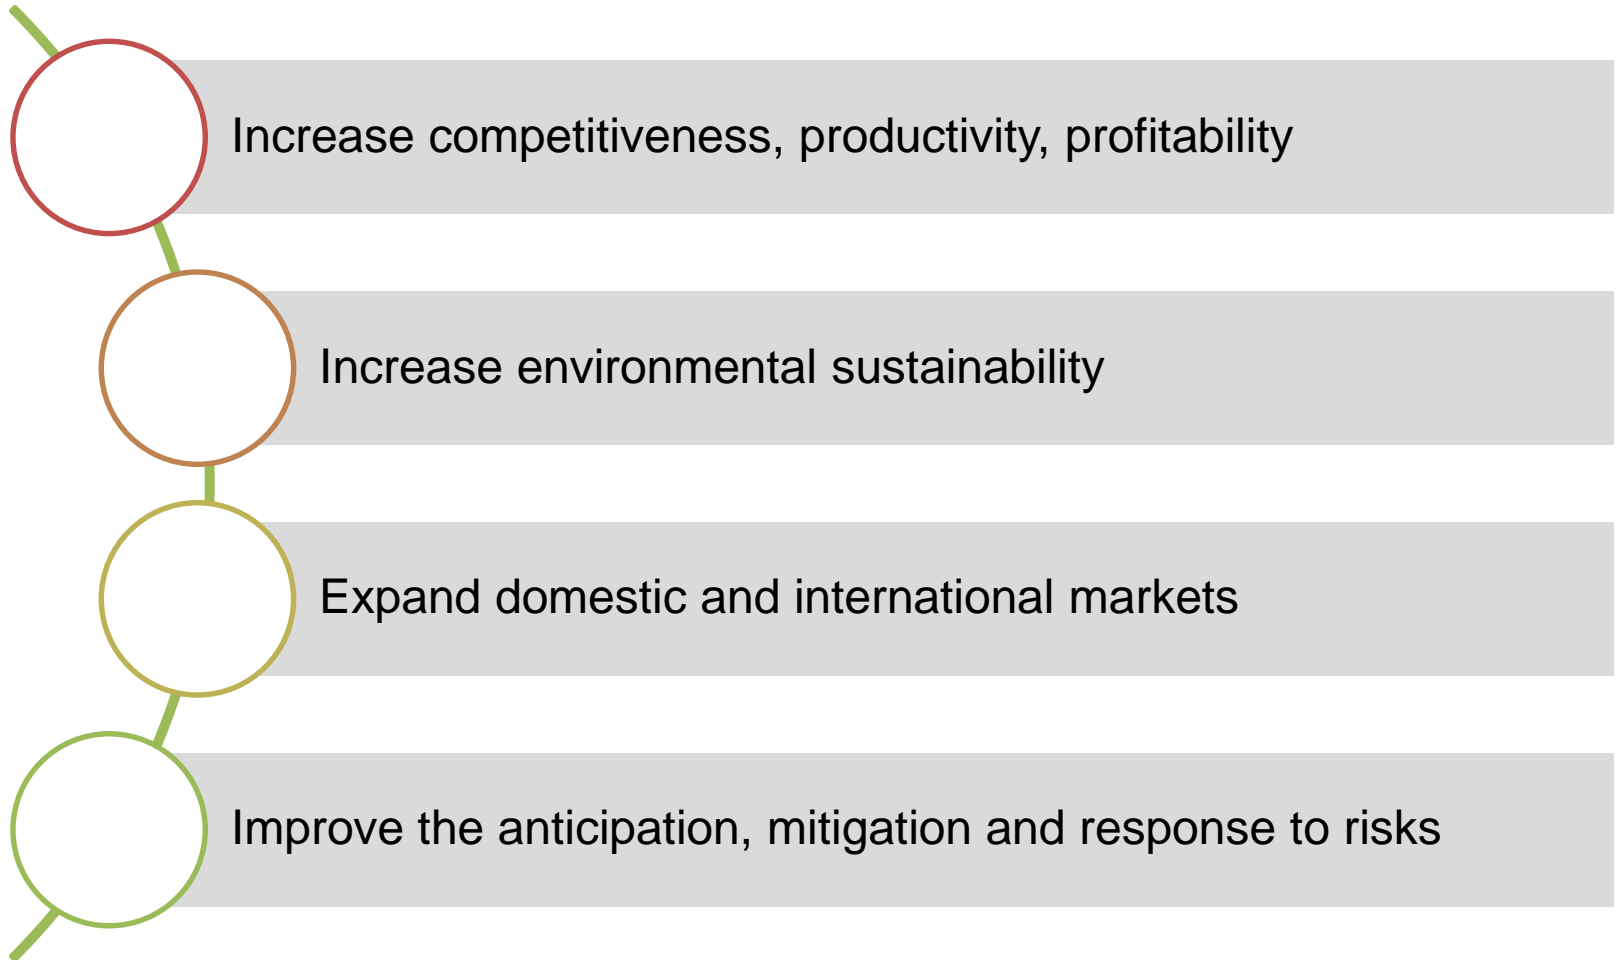 Increase competitiveness, productivity, profitability
Increase environmental sustainability
Expand domestic and international markets
Improve the anticipation, mitigation and response to risks